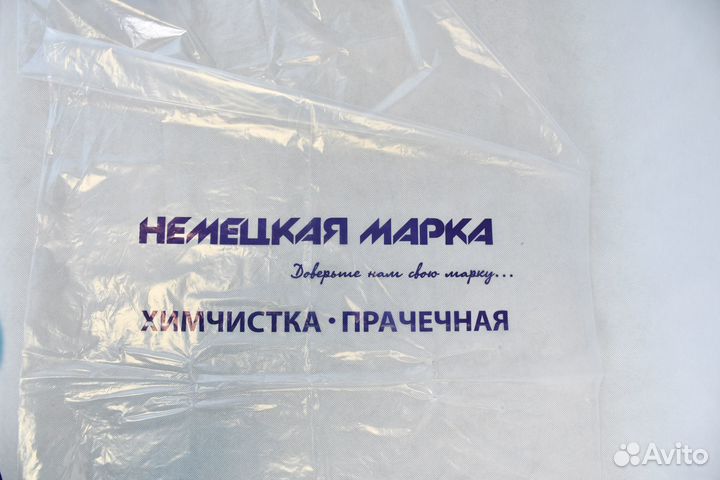 НЕМЕЦКАЯ МАРКА
Доверьте нам свою марку...
ХИМЧИСТКА • ПРАЧЕЧНАЯ
Avito